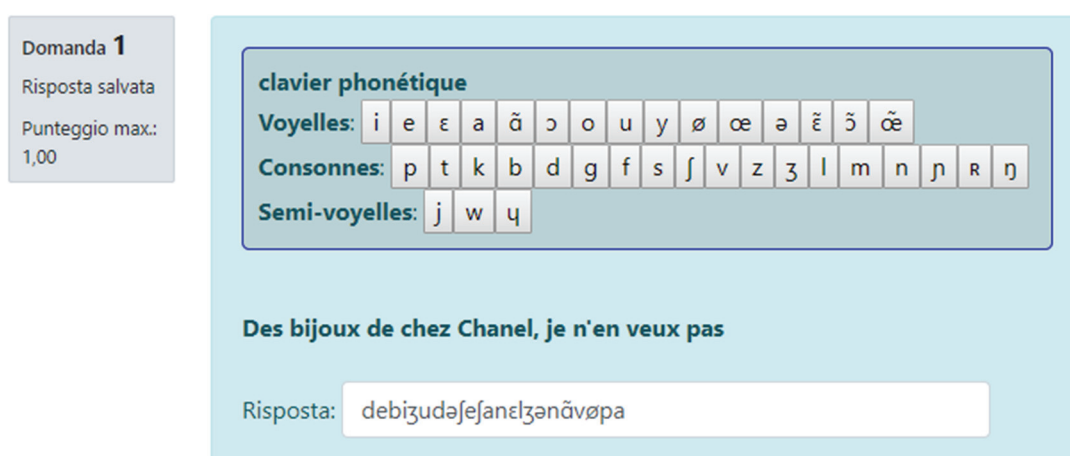 Domanda 1
Risposta salvata
Punteggio max.:
1,00
clavier phonétique
Voyelles: i e ɛ a ɑ̃ ɔ o u y ø œ ə ɛ̃ ɔ̃ œ̃
Consonnes: p t k b d g f s ʃ v z ʒ l m n ɲ ʀ ŋ
Semi-voyelles: j w ɥ
Des bijoux de chez Chanel, je n'en veux pas
Risposta: debiʒudəʃeʃanɛlʒənɑ̃vøpa